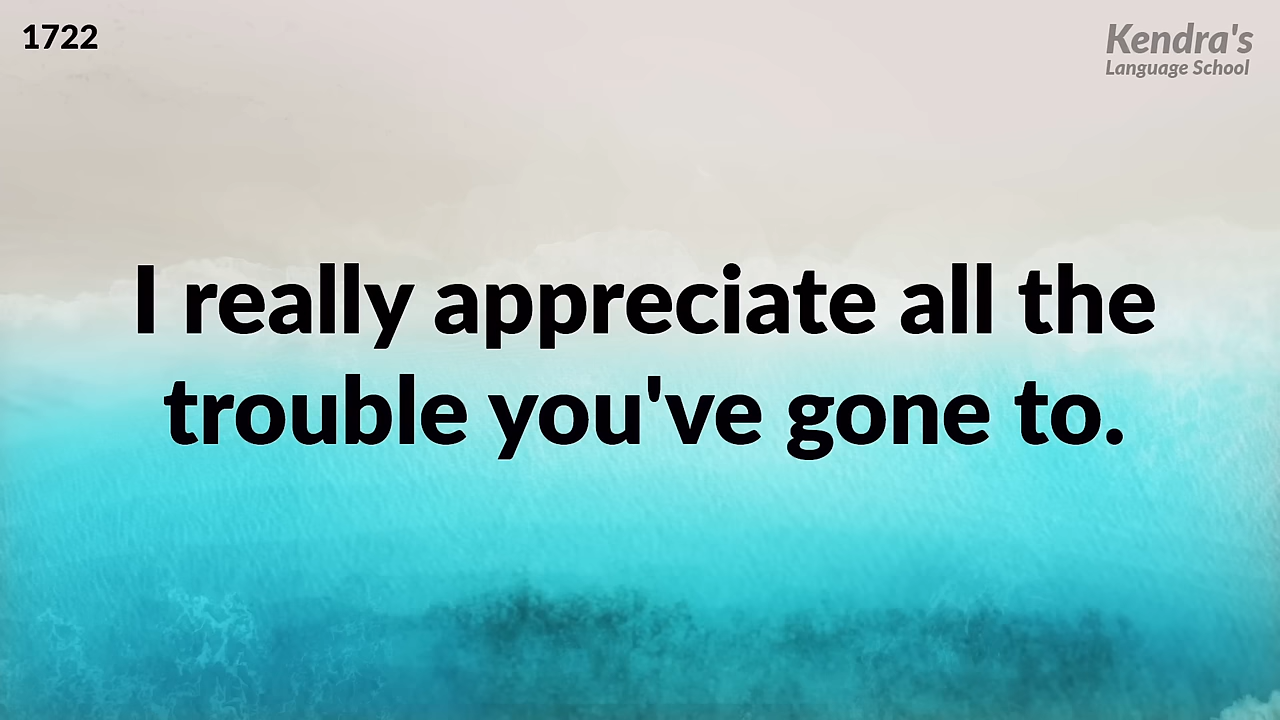 1722
Kendra's
Language School
I really appreciate all the
trouble you've gone to.